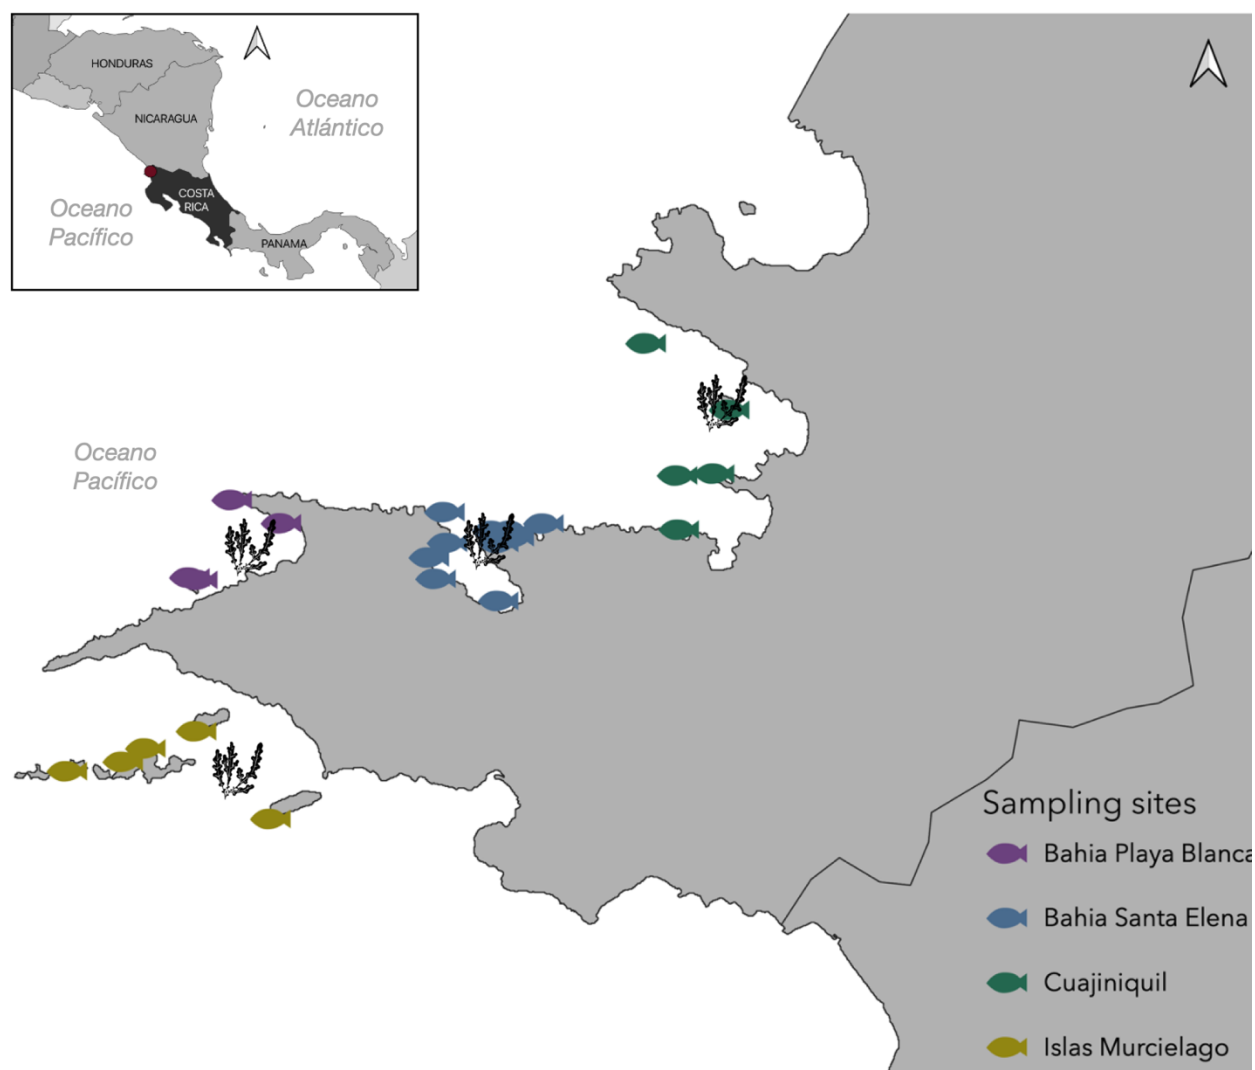 HONDURAS
NICARAGUA
Oceano
Atlántico
COSTA
RICA
Oceano
Pacífico
PANAMA
Oceano
Pacífico
Sampling sites
Bahia Playa Blanca
Bahia Santa Elena
Cuajiniquil
Islas Murcielago